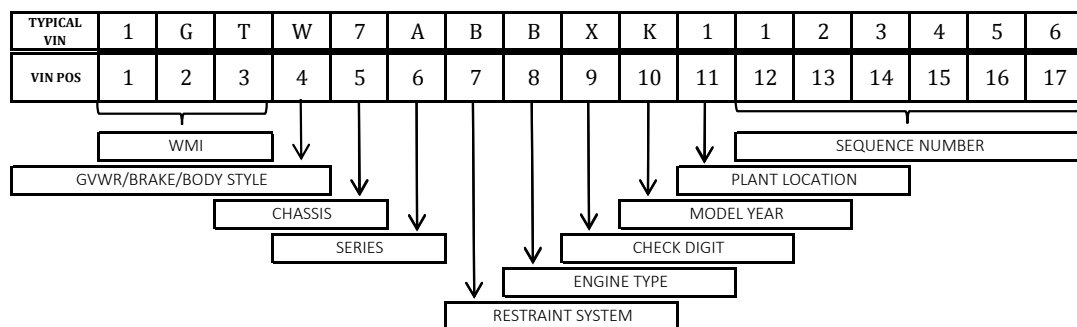 TYPICAL VIN 1 G T W 7 A B B X K 1 1 2 3 4 5 6
VIN POS 1 2 3 4 5 6 7 8 9 10 11 12 13 14 15 16 17
WMI SEQUENCE NUMBER
GVWR/BRAKE/BODY STYLE PLANT LOCATION
CHASSIS MODEL YEAR
SERIES CHECK DIGIT
ENGINE TYPE
RESTRAINT SYSTEM